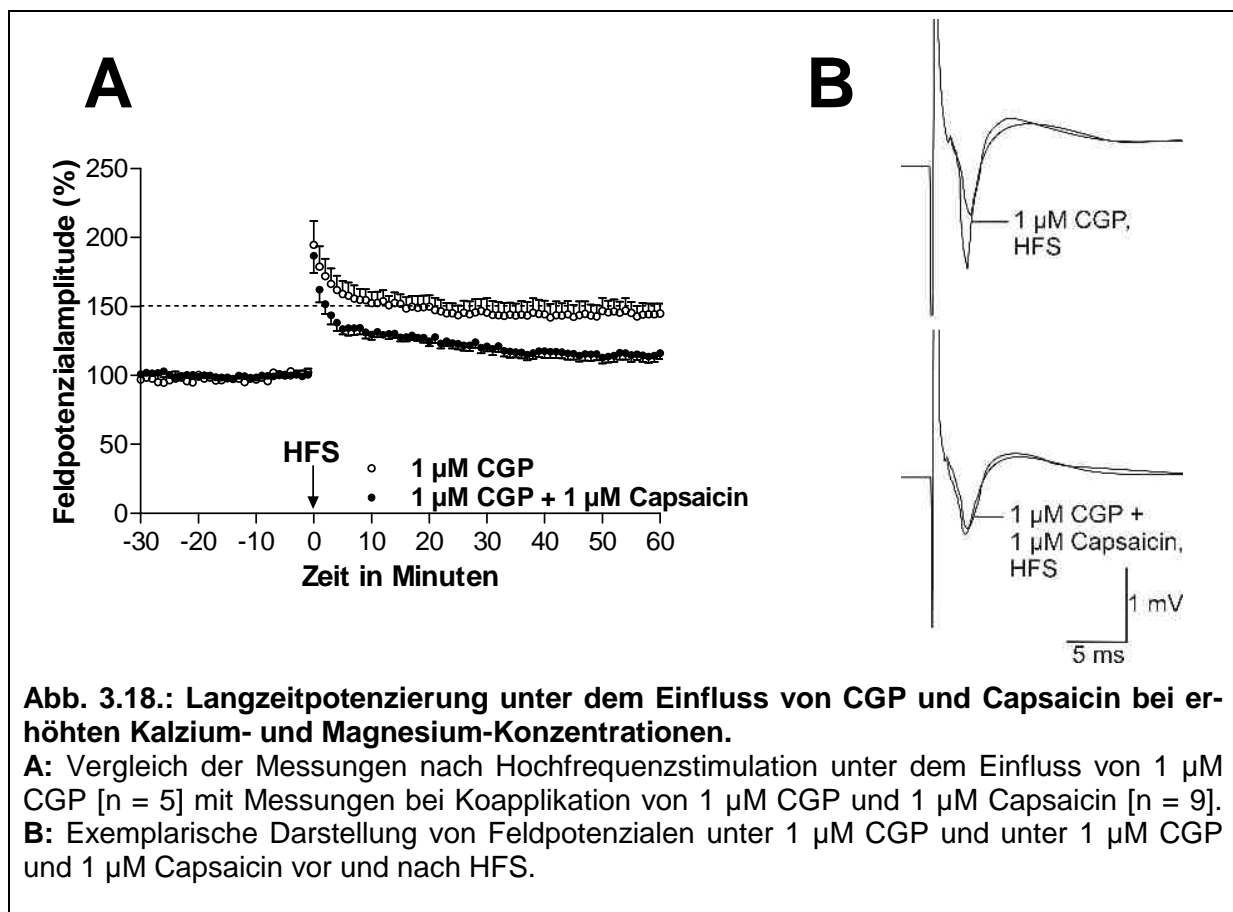 A
B
Feldpotenzialamplitude (%)
250
200
150
100
50
0
HFS
1 µM CGP
1 µM CGP + 1 µM Capsaicin
-30 -20 -10 0 10 20 30 40 50 60
Zeit in Minuten
1 µM CGP,
HFS
1 µM CGP +
1 µM Capsaicin,
HFS
1 mV
5 ms
Abb. 3.18.: Langzeitpotenzierung unter dem Einfluss von CGP und Capsaicin bei er-
höhten Kalzium- und Magnesium-Konzentrationen.
A: Vergleich der Messungen nach Hochfrequenzstimulation unter dem Einfluss von 1 µM
CGP [n = 5] mit Messungen bei Koapplikation von 1 µM CGP und 1 µM Capsaicin [n = 9].
B: Exemplarische Darstellung von Feldpotenzialen unter 1 µM CGP und unter 1 µM CGP
und 1 µM Capsaicin vor und nach HFS.